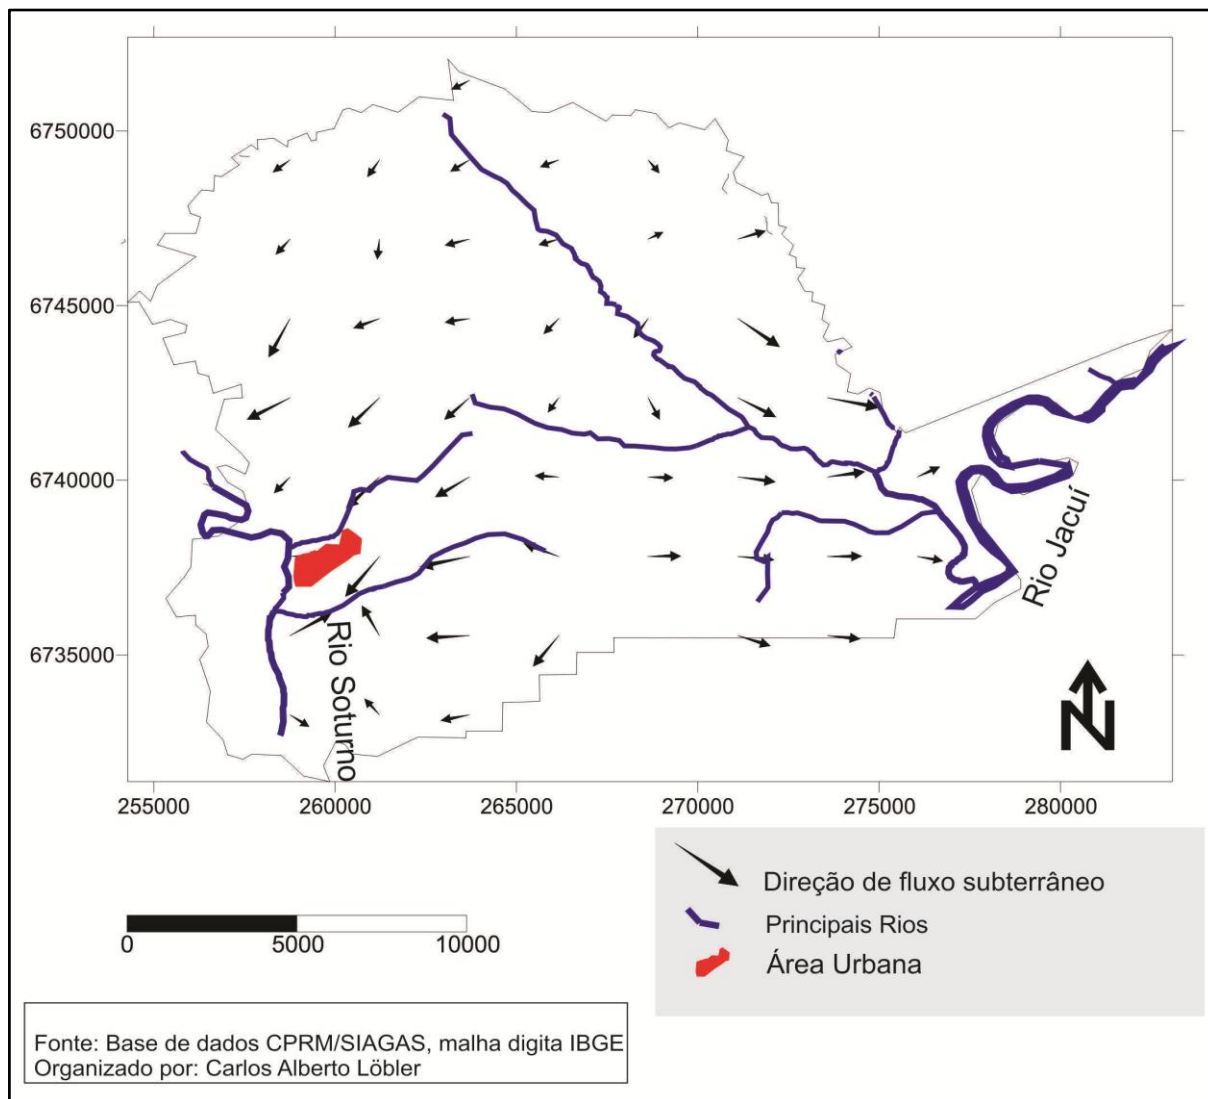 6750000
6745000
6740000
6735000
255000
260000
265000
270000
275000
280000
Rio Soturno
Rio Jacuí
N
Direção de fluxo subterrâneo
Principais Rios
Área Urbana
0
5000
10000
Fonte: Base de dados CPRM/SIAGAS, malha digita IBGE
Organizado por: Carlos Alberto Löbler